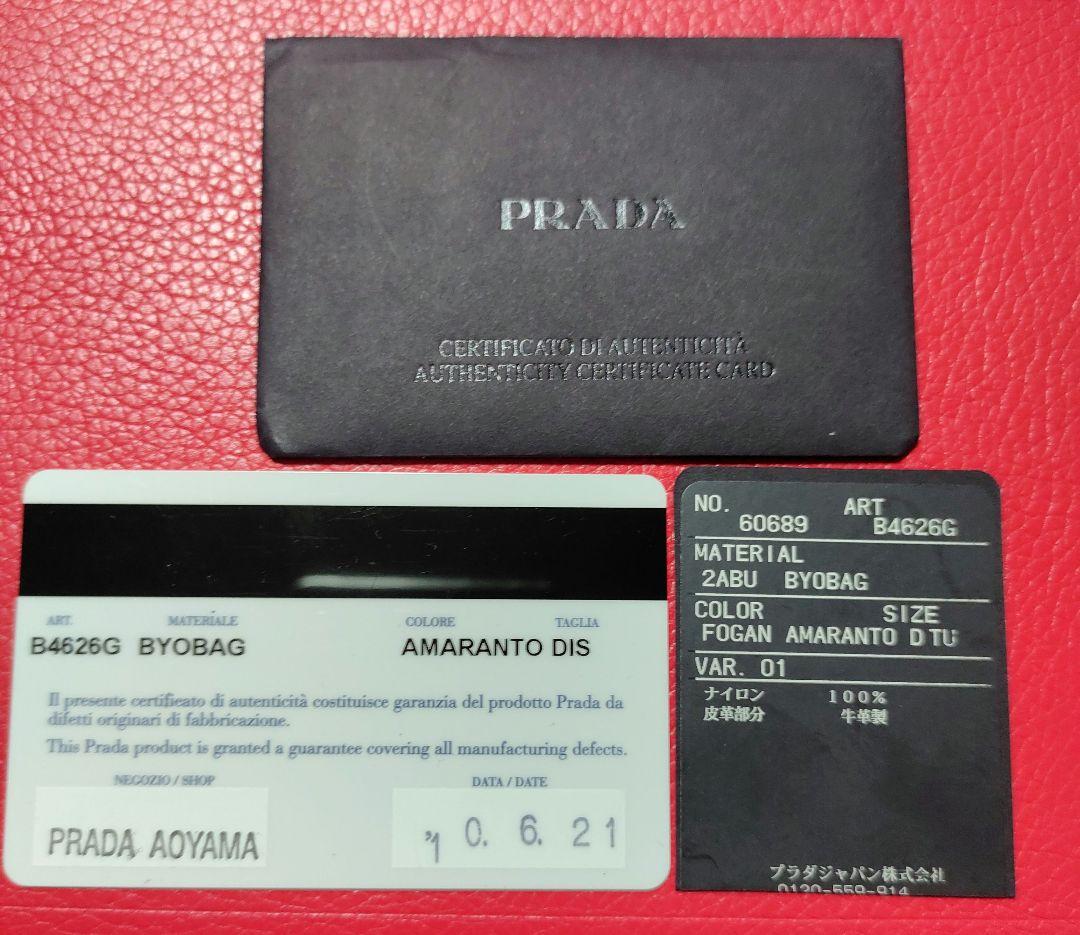 PRADA
CERTIFICATO DI AUTENTICITÀ
AUTHENTICITY CERTIFICATE CARD
ART. MATERIALE COLORE TAGLIA
B4626G BYOBAG AMARANTO DIS
Il presente certificato di autenticità costituisce garanzia del prodotto Prada da
difetti originari di fabbricazione.
This Prada product is granted a guarantee covering all manufacturing defects.
NEGOZIO / SHOP DATA / DATE
PRADA AOYAMA '10. 6. 21
NO. ART
60689 B4626G
MATERIAL
2ABU BYOBAG
COLOR SIZE
FOGAN AMARANTO D TU
VAR. 01
ナイロン 100%
皮革部分 牛革製
プラダジャパン株式会社
0120-559-914